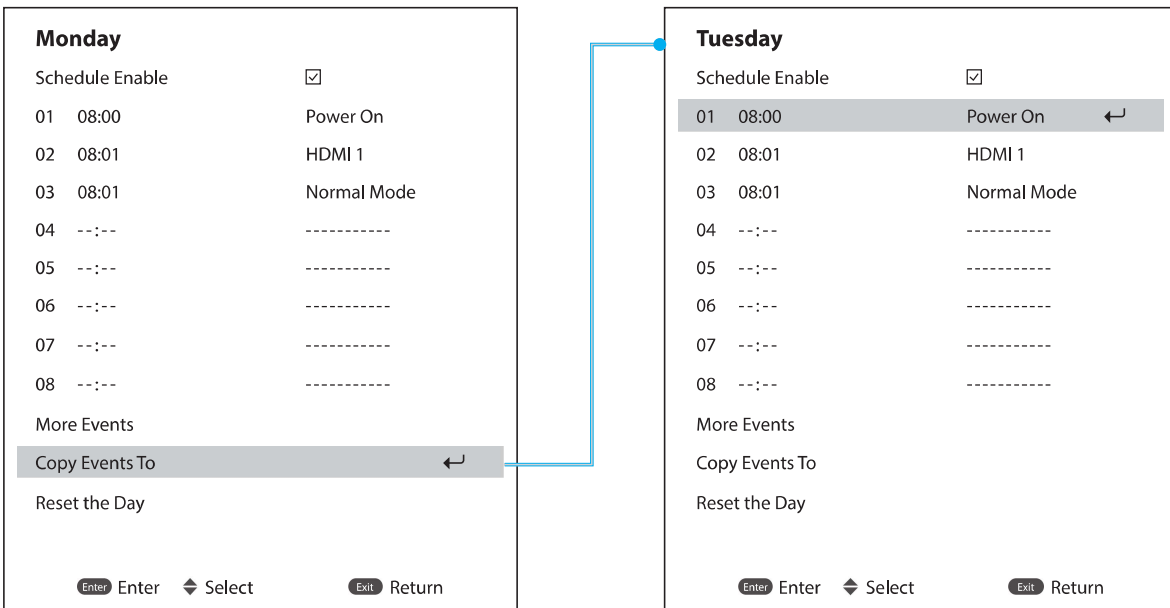 Monday
Schedule Enable
01 08:00 Power On
02 08:01 HDMI 1
03 08:01 Normal Mode
04 --:-- -----------
05 --:-- -----------
06 --:-- -----------
07 --:-- -----------
08 --:-- -----------
More Events
Copy Events To
Reset the Day
Enter Enter Select Exit Return
Tuesday
Schedule Enable
01 08:00 Power On
02 08:01 HDMI 1
03 08:01 Normal Mode
04 --:-- -----------
05 --:-- -----------
06 --:-- -----------
07 --:-- -----------
08 --:-- -----------
More Events
Copy Events To
Reset the Day
Enter Enter Select Exit Return